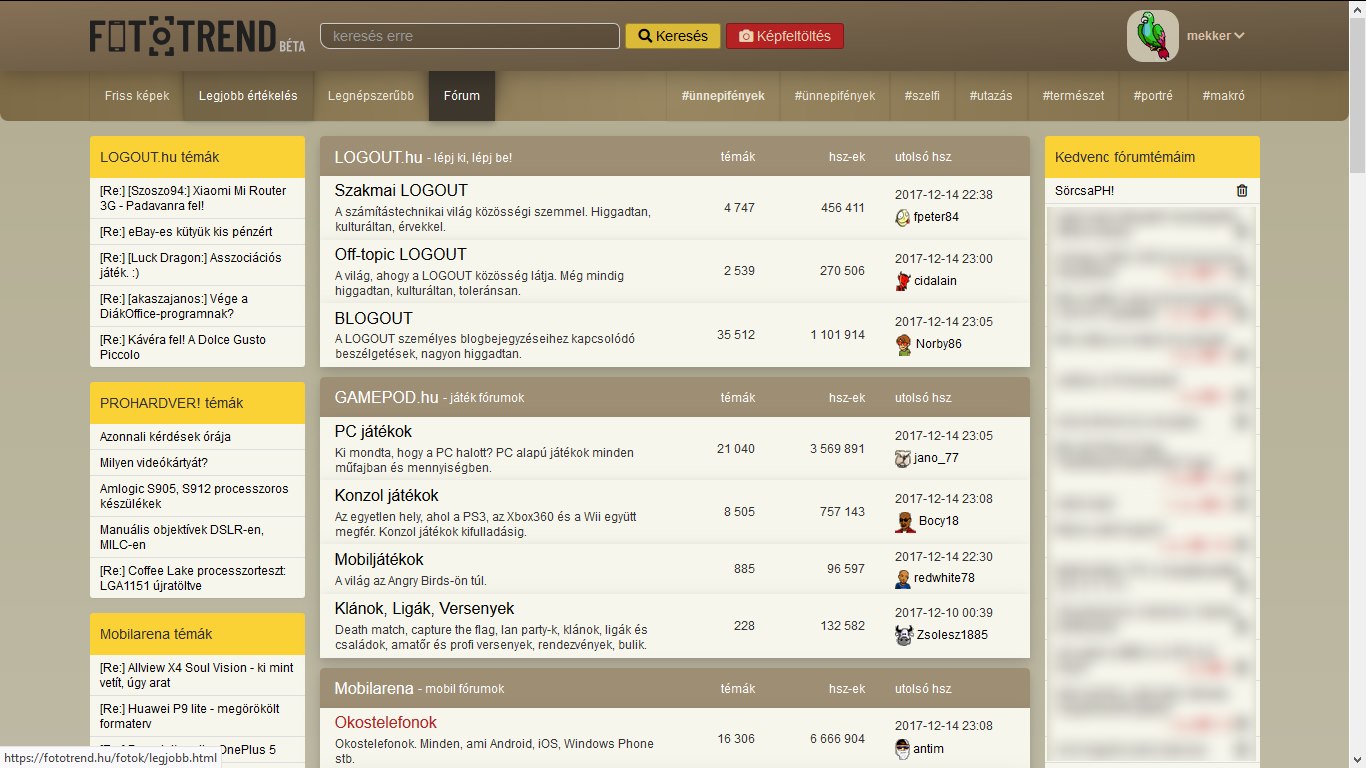 FOTOTREND BÉTA
keresés erre
Keresés
Képfeltöltés
mekker
Friss képek
Legjobb értékelés
Legnépszerűbb
Fórum
#ünnepifények
#ünnepifények
#szelfi
#utazás
#természet
#portré
#makró
LOGOUT.hu témák
[Re:] [Szoszo94:] Xiaomi Mi Router
3G - Padavanra fel!
[Re:] eBay-es kütyük kis pénzért
[Re:] [Luck Dragon:] Asszociációs
játék. :)
[Re:] [akaszajanos:] Vége a
DiákOffice-programnak?
[Re:] Kávéra fel! A Dolce Gusto
Piccolo
PROHARDVER! témák
Azonnali kérdések órája
Milyen videókártyát?
Amlogic S905, S912 processzoros
készülékek
Manuális objektívek DSLR-en,
MILC-en
[Re:] Coffee Lake processzorteszt:
LGA1151 újratöltve
Mobilarena témák
[Re:] Allview X4 Soul Vision - ki mint
vetít, úgy arat
[Re:] Huawei P9 lite - megörökölt
formaterv
OnePlus 5
https://fototrend.hu/fotok/legjobb.html
LOGOUT.hu - lépj ki, lépj be! témák hsz-ek utolsó hsz
Szakmai LOGOUT
A számítástechnikai világ közösségi szemmel. Higgadtan,
kulturáltan, érvekkel.
4 747 456 411 2017-12-14 22:38
fpeter84
Off-topic LOGOUT
A világ, ahogy a LOGOUT közösség látja. Még mindig
higgadtan, kulturáltan, toleránsan.
2 539 270 506 2017-12-14 23:00
cidalain
BLOGOUT
A LOGOUT személyes blogbejegyzéseihez kapcsolódó
beszélgetések, nagyon higgadtan.
35 512 1 101 914 2017-12-14 23:05
Norby86
GAMEPOD.hu - játék fórumok témák hsz-ek utolsó hsz
PC játékok
Ki mondta, hogy a PC halott? PC alapú játékok minden
műfajban és mennyiségben.
21 040 3 569 891 2017-12-14 23:05
jano_77
Konzol játékok
Az egyetlen hely, ahol a PS3, az Xbox360 és a Wii együtt
megfér. Konzol játékok kifulladásig.
8 505 757 143 2017-12-14 23:08
Bocy18
Mobiljátékok
A világ az Angry Birds-ön túl.
885 96 597 2017-12-14 22:30
redwhite78
Klánok, Ligák, Versenyek
Death match, capture the flag, lan party-k, klánok, ligák és
családok, amatőr és profi versenyek, rendezvények, bulik.
228 132 582 2017-12-10 00:39
Zsolesz1885
Mobilarena - mobil fórumok témák hsz-ek utolsó hsz
Okostelefonok
Okostelefonok. Minden, ami Android, iOS, Windows Phone
stb.
16 306 6 666 904 2017-12-14 23:08
antim
Kedvenc fórumtémáim
SörcsaPH!